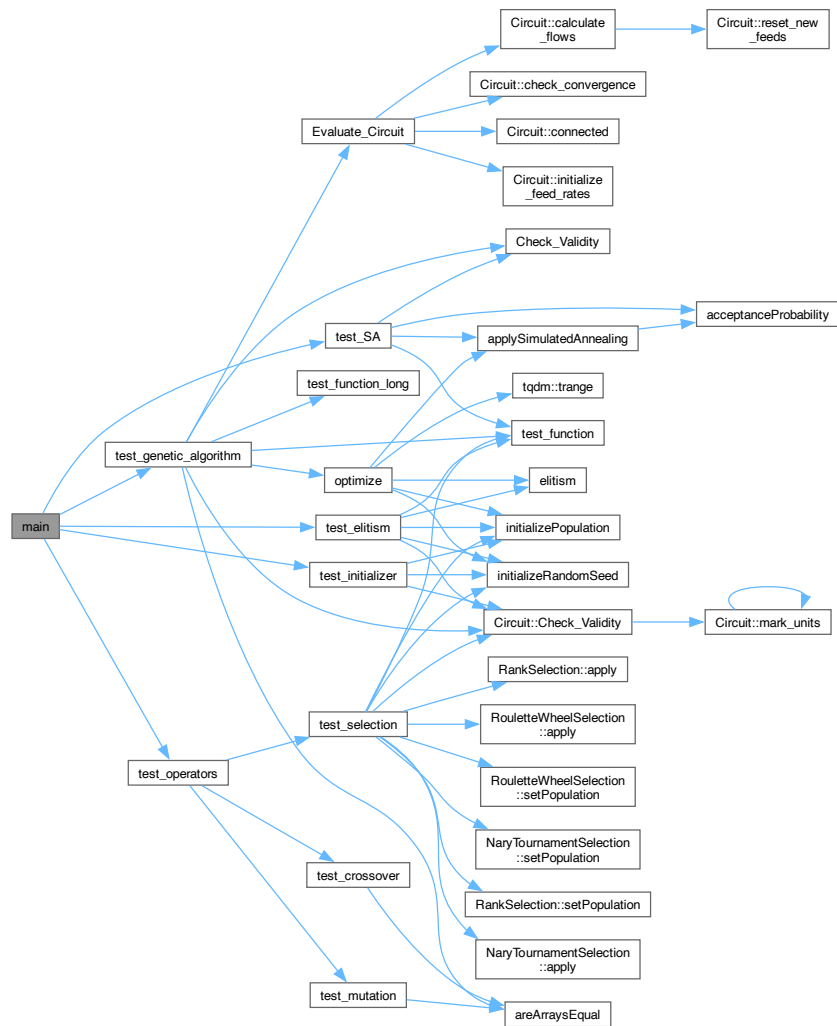 Circuit::calculate
_flows
Circuit::reset_new
_feeds
Circuit::check_convergence
Evaluate_Circuit
Circuit::connected
Circuit::initialize
_feed_rates
Check_Validity
acceptanceProbability
test_SA
applySimulatedAnnealing
test_function_long
tqdm::trange
test_function
test_genetic_algorithm
optimize
elitism
main
test_elitism
initializePopulation
test_initializer
initializeRandomSeed
Circuit::Check_Validity
Circuit::mark_units
RankSelection::apply
test_selection
RouletteWheelSelection
::apply
test_operators
RouletteWheelSelection
::setPopulation
NaryTournamentSelection
::setPopulation
test_crossover
RankSelection::setPopulation
NaryTournamentSelection
::apply
test_mutation
areArraysEqual